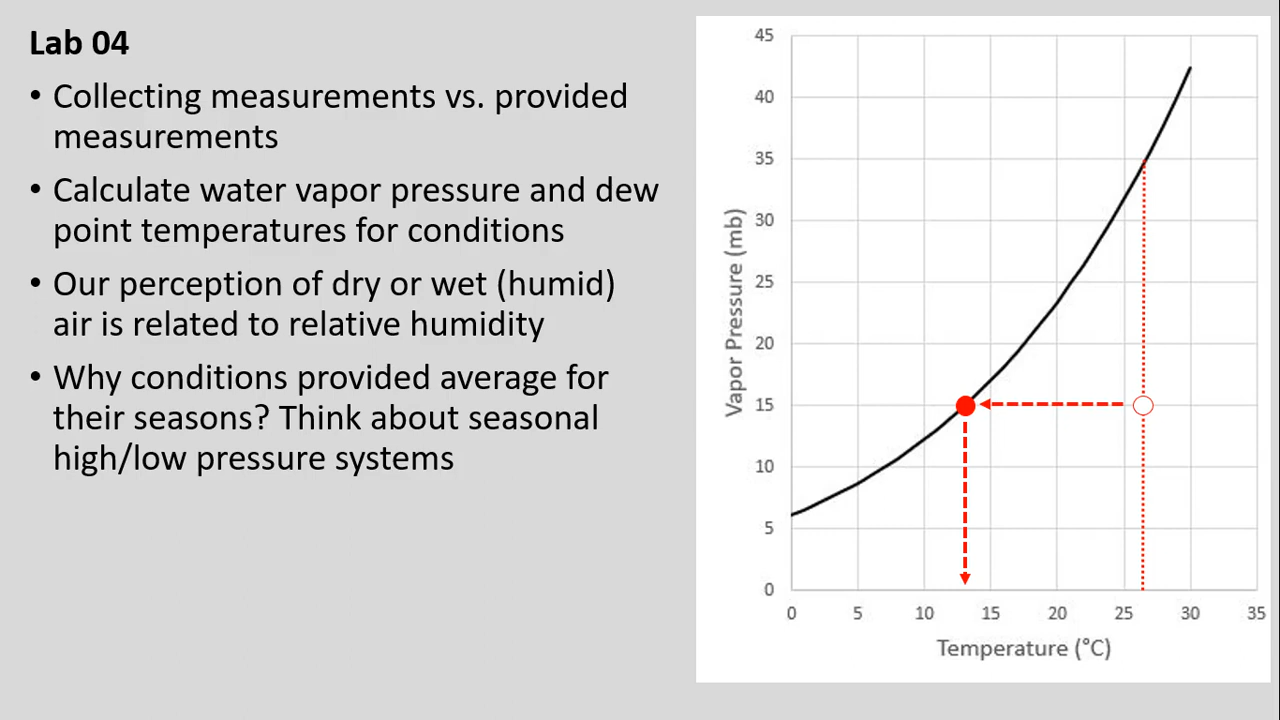 Lab 04
• Collecting measurements vs. provided
measurements
• Calculate water vapor pressure and dew
point temperatures for conditions
• Our perception of dry or wet (humid)
air is related to relative humidity
• Why conditions provided average for
their seasons? Think about seasonal
high/low pressure systems
Vapor Pressure (mb)
45
40
35
30
25
20
15
10
5
0
0 5 10 15 20 25 30 35
Temperature (°C)